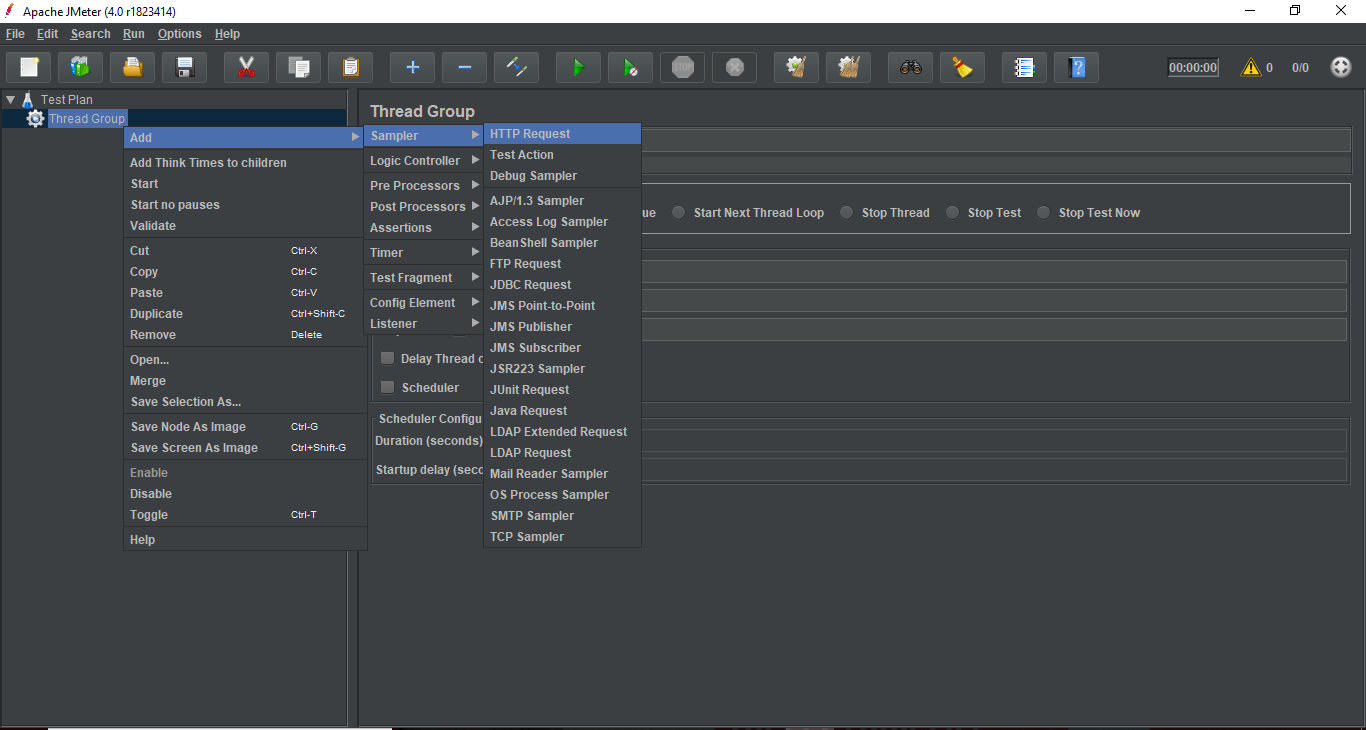 Apache JMeter (4.0 r1823414)
File Edit Search Run Options Help
STOP
00:00:00 0 0/0
Test Plan
Thread Group
Thread Group
Add
Add Think Times to children
Start
Start no pauses
Validate
Cut Ctrl-X
Copy Ctrl-C
Paste Ctrl-V
Duplicate Ctrl+Shift-C
Remove Delete
Open...
Merge
Save Selection As...
Save Node As Image Ctrl-G
Save Screen As Image Ctrl+Shift-G
Enable
Disable
Toggle Ctrl-T
Help
Sampler
Logic Controller
Pre Processors
Post Processors
Assertions
Timer
Test Fragment
Config Element
Listener
HTTP Request
Test Action
Debug Sampler
AJP/1.3 Sampler
Access Log Sampler
BeanShell Sampler
FTP Request
JDBC Request
JMS Point-to-Point
JMS Publisher
JMS Subscriber
JSR223 Sampler
JUnit Request
Java Request
LDAP Extended Request
LDAP Request
Mail Reader Sampler
OS Process Sampler
SMTP Sampler
TCP Sampler
ue Start Next Thread Loop Stop Thread Stop Test Stop Test Now
Delay Thread c
Scheduler
Scheduler Configu
Duration (seconds)
Startup delay (sec